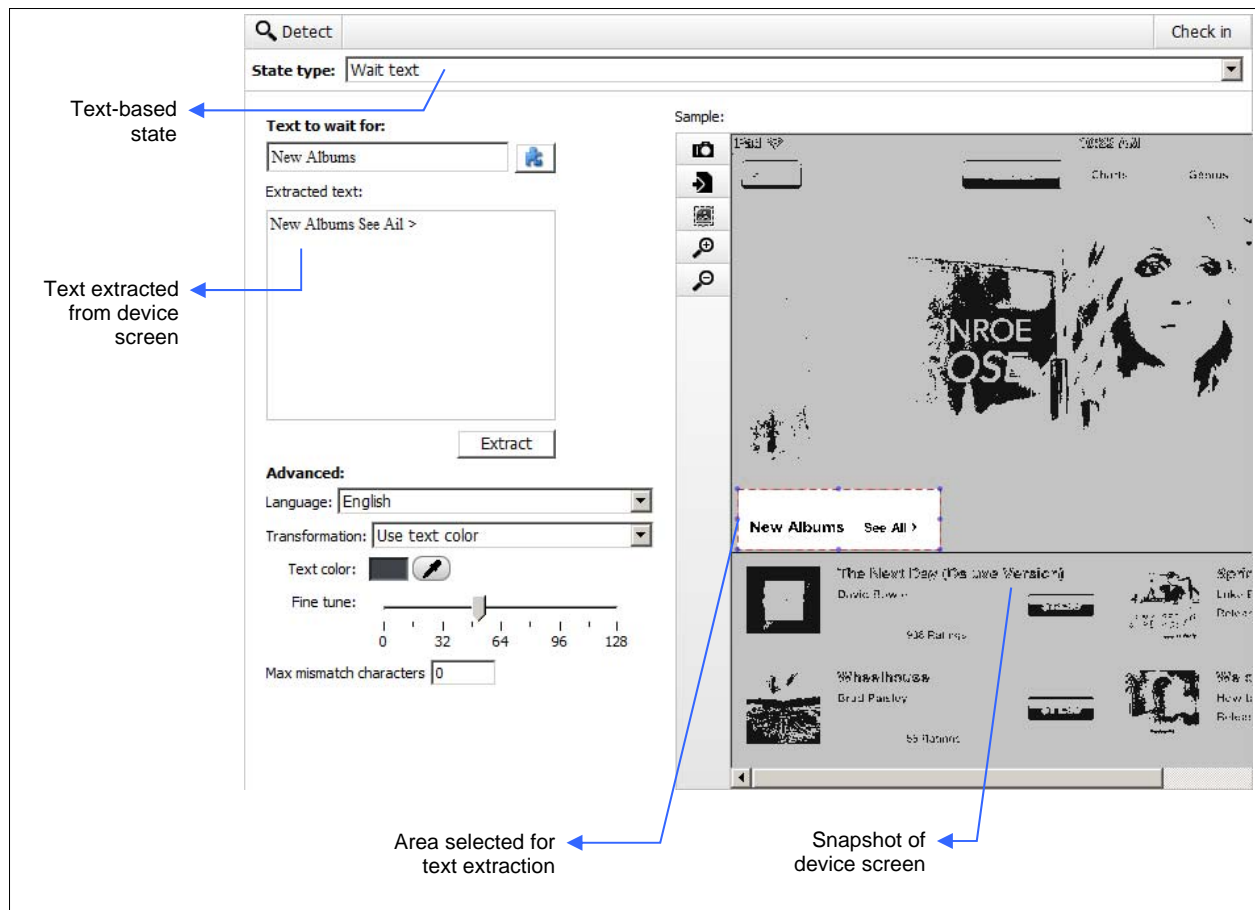 Detect
Check in
State type: Wait text
Text-based
state
Sample:
Text to wait for:
New Albums
Extracted text:
New Albums See Ail >
Text extracted
from device
screen
Extract
Advanced:
Language: English
Transformation: Use text color
Text color:
Fine tune:
0 32 64 96 128
Max mismatch characters 0
iPad
Charts Genius
NROE
OSE
New Albums See All >
The Next Day (Deluxe Version)
David Bowie
Ratings
Wheelhouse
Brad Paisley
55 Ratings
Area selected for
text extraction
Snapshot of
device screen